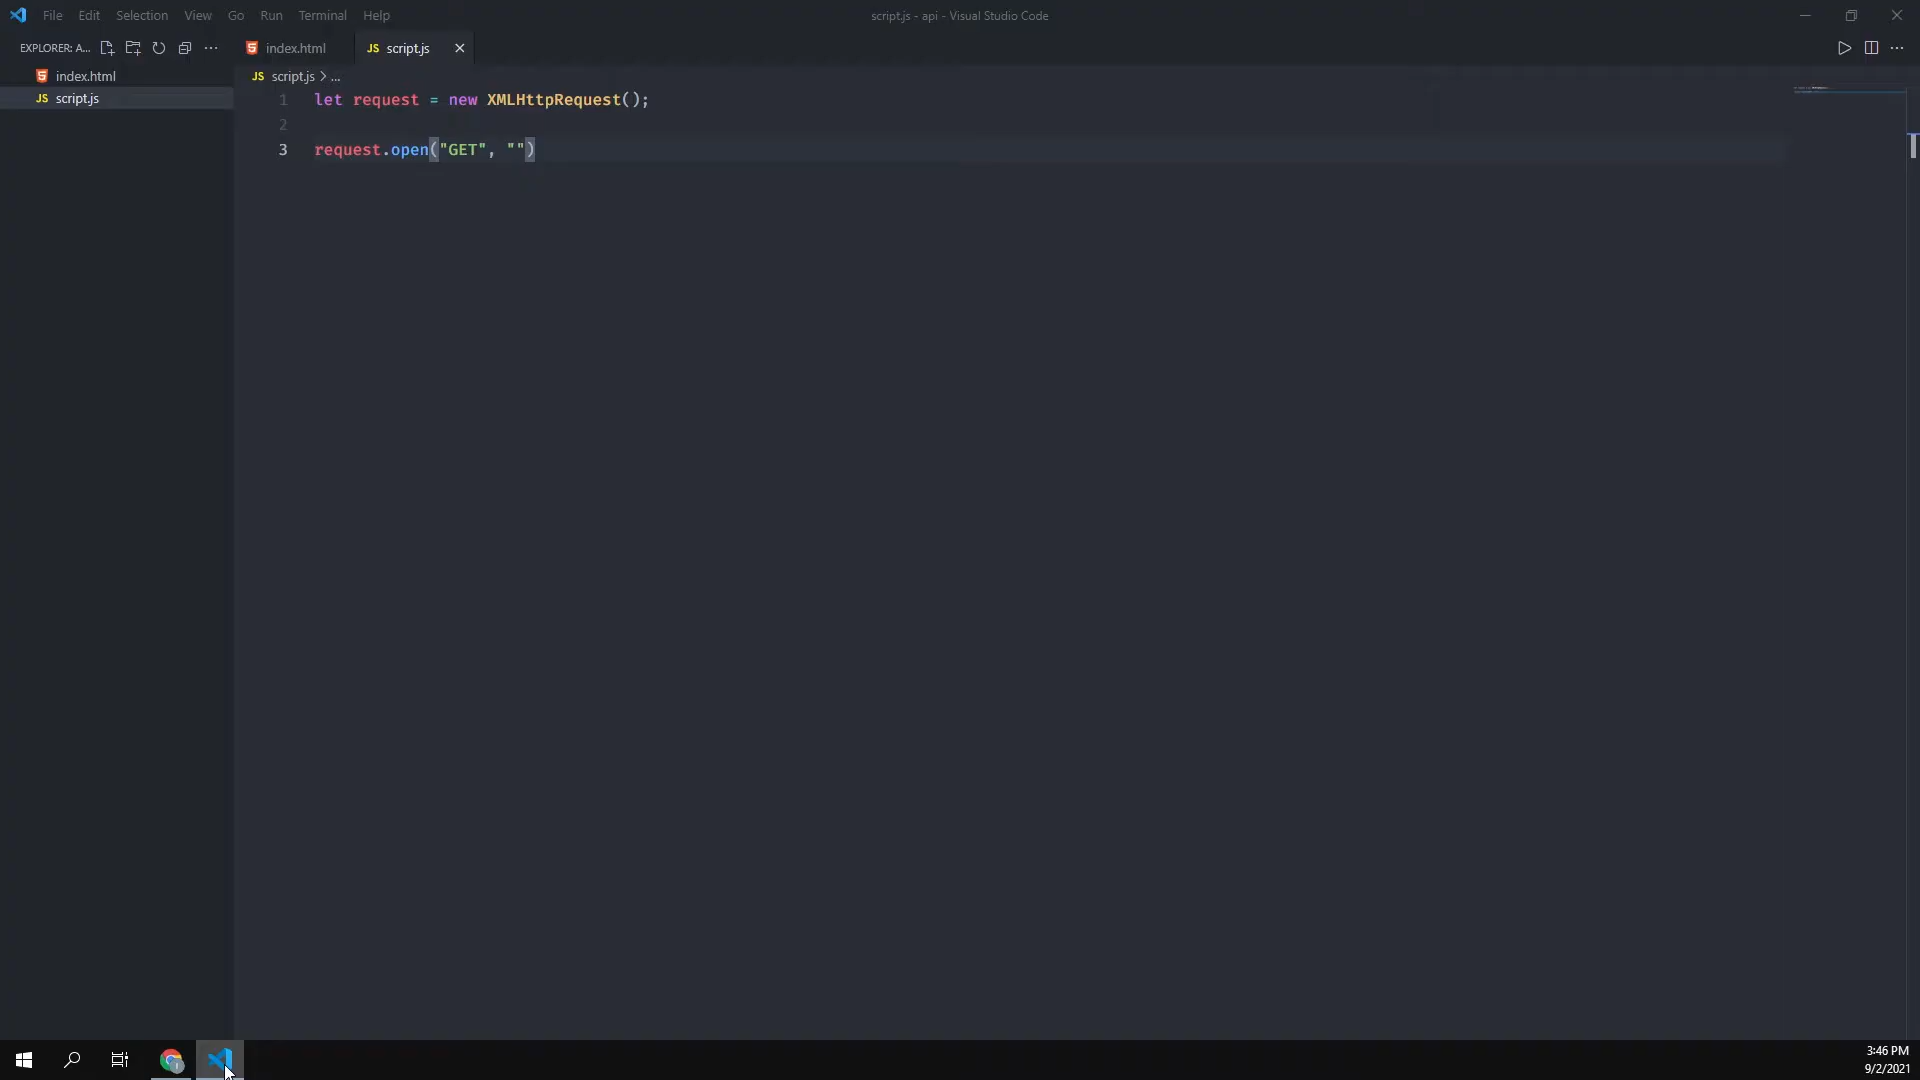 File Edit Selection View Go Run Terminal Help
script.js - api - Visual Studio Code
EXPLORER: A...
index.html
script.js
index.html
JS script.js
JS script.js > ...
JS
1 let request = new XMLHttpRequest();
2
3 request.open("GET", "")
3:46 PM
9/2/2021